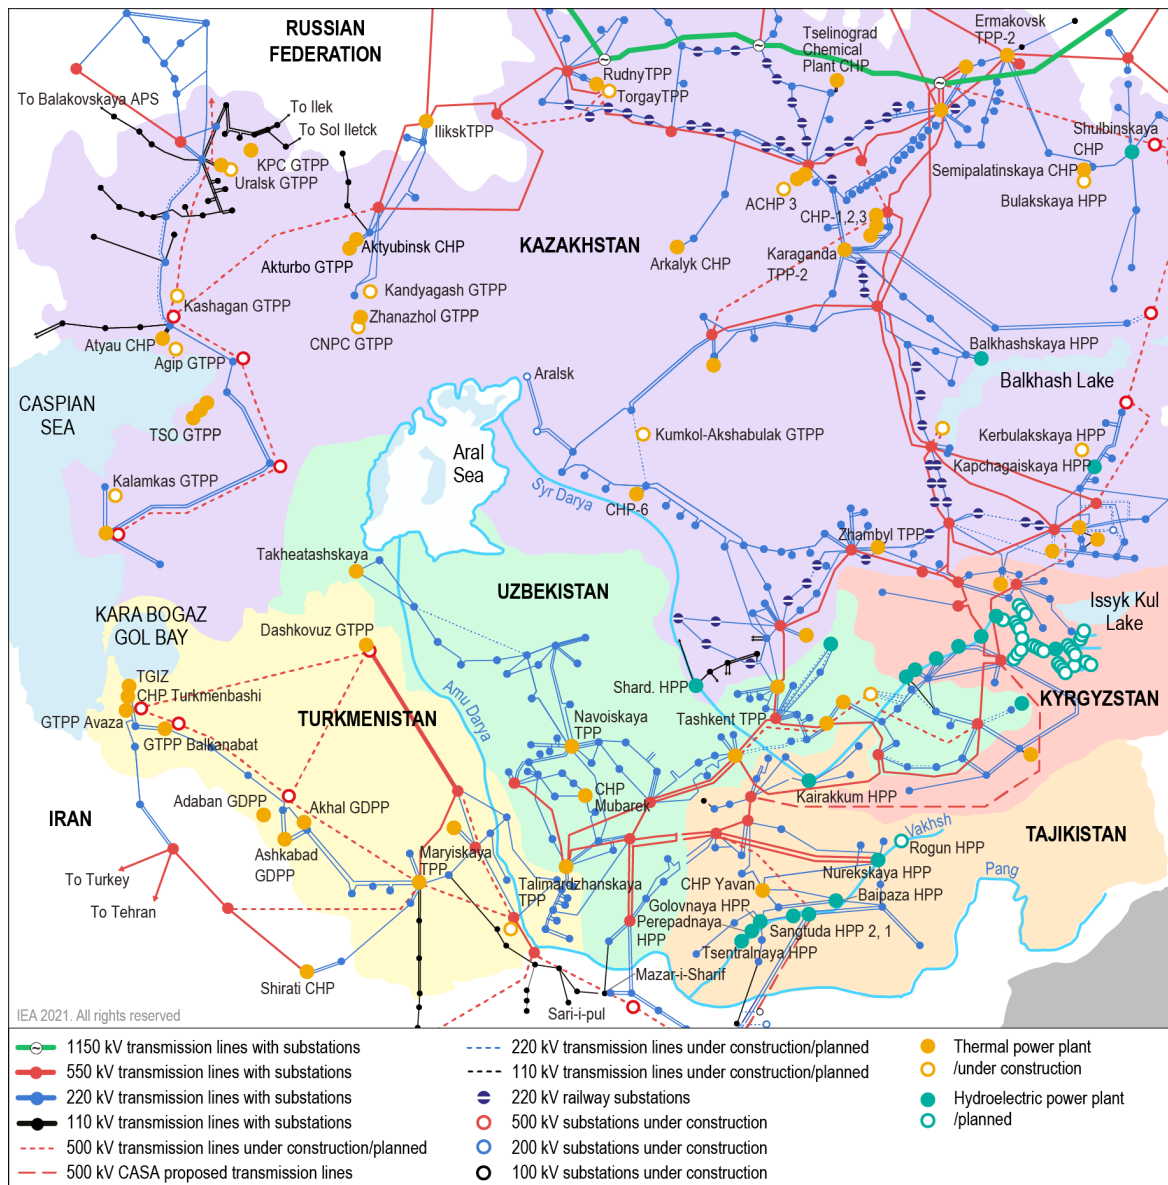 RUSSIAN
FEDERATION
To Balakovskaya APS
To Ilek
To Sol Iletck
KPC GTPP
Uralsk GTPP
IlikskTPP
RudnyTPP
TorgayTPP
Tselinograd
Chemical
Plant CHP
Ermakovsk
TPP-2
Shulbinskaya
CHP
Semipalatinskaya CHP
Bulakskaya HPP
ACHP 3
CHP-1,2,3
KAZAKHSTAN
Arkalyk CHP
Karaganda
TPP-2
Aktyubinsk CHP
Akturbo GTPP
Kandyagash GTPP
Zhanazhol GTPP
CNPC GTPP
Kashagan GTPP
Atyau CHP
Agip GTPP
CASPIAN
SEA
TSO GTPP
Kalamkas GTPP
Aralsk
Aral
Sea
Syr Darya
Kumkol-Akshabulak GTPP
CHP-6
Balkhashskaya HPP
Balkhash Lake
Kerbulakskaya HPP
Kapchagaiskaya HPP
Zhambyl TPP
Takheatashskaya
UZBEKISTAN
KARA BOGAZ
GOL BAY
Dashkovuz GTPP
Issyk Kul
Lake
KYRGYZSTAN
TGIZ
CHP Turkmenbashi
GTPP Avaza
GTPP Balkanabat
TURKMENISTAN
Amu Darya
Navoiskaya
TPP
Shard. HPP
Tashkent TPP
CHP
Mubarek
Kairakkum HPP
IRAN
Adaban GDPP
Akhal GDPP
Ashkabad
GDPP
Maryiskaya
TPP
Talimardzhanskaya
TPP
TAJIKISTAN
Vakhsh
Rogun HPP
Nurekskaya HPP
Pang
CHP Yavan
Baipaza HPP
Golovnaya HPP
Perepadnaya
HPP
Sangtuda HPP 2, 1
Tsentralnaya HPP
To Turkey
To Tehran
Shirati CHP
Mazar-i-Sharif
Sari-i-pul
IEA 2021. All rights reserved
1150 kV transmission lines with substations
550 kV transmission lines with substations
220 kV transmission lines with substations
110 kV transmission lines with substations
500 kV transmission lines under construction/planned
500 kV CASA proposed transmission lines
220 kV transmission lines under construction/planned
110 kV transmission lines under construction/planned
220 kV railway substations
500 kV substations under construction
200 kV substations under construction
100 kV substations under construction
Thermal power plant
/under construction
Hydroelectric power plant
/planned